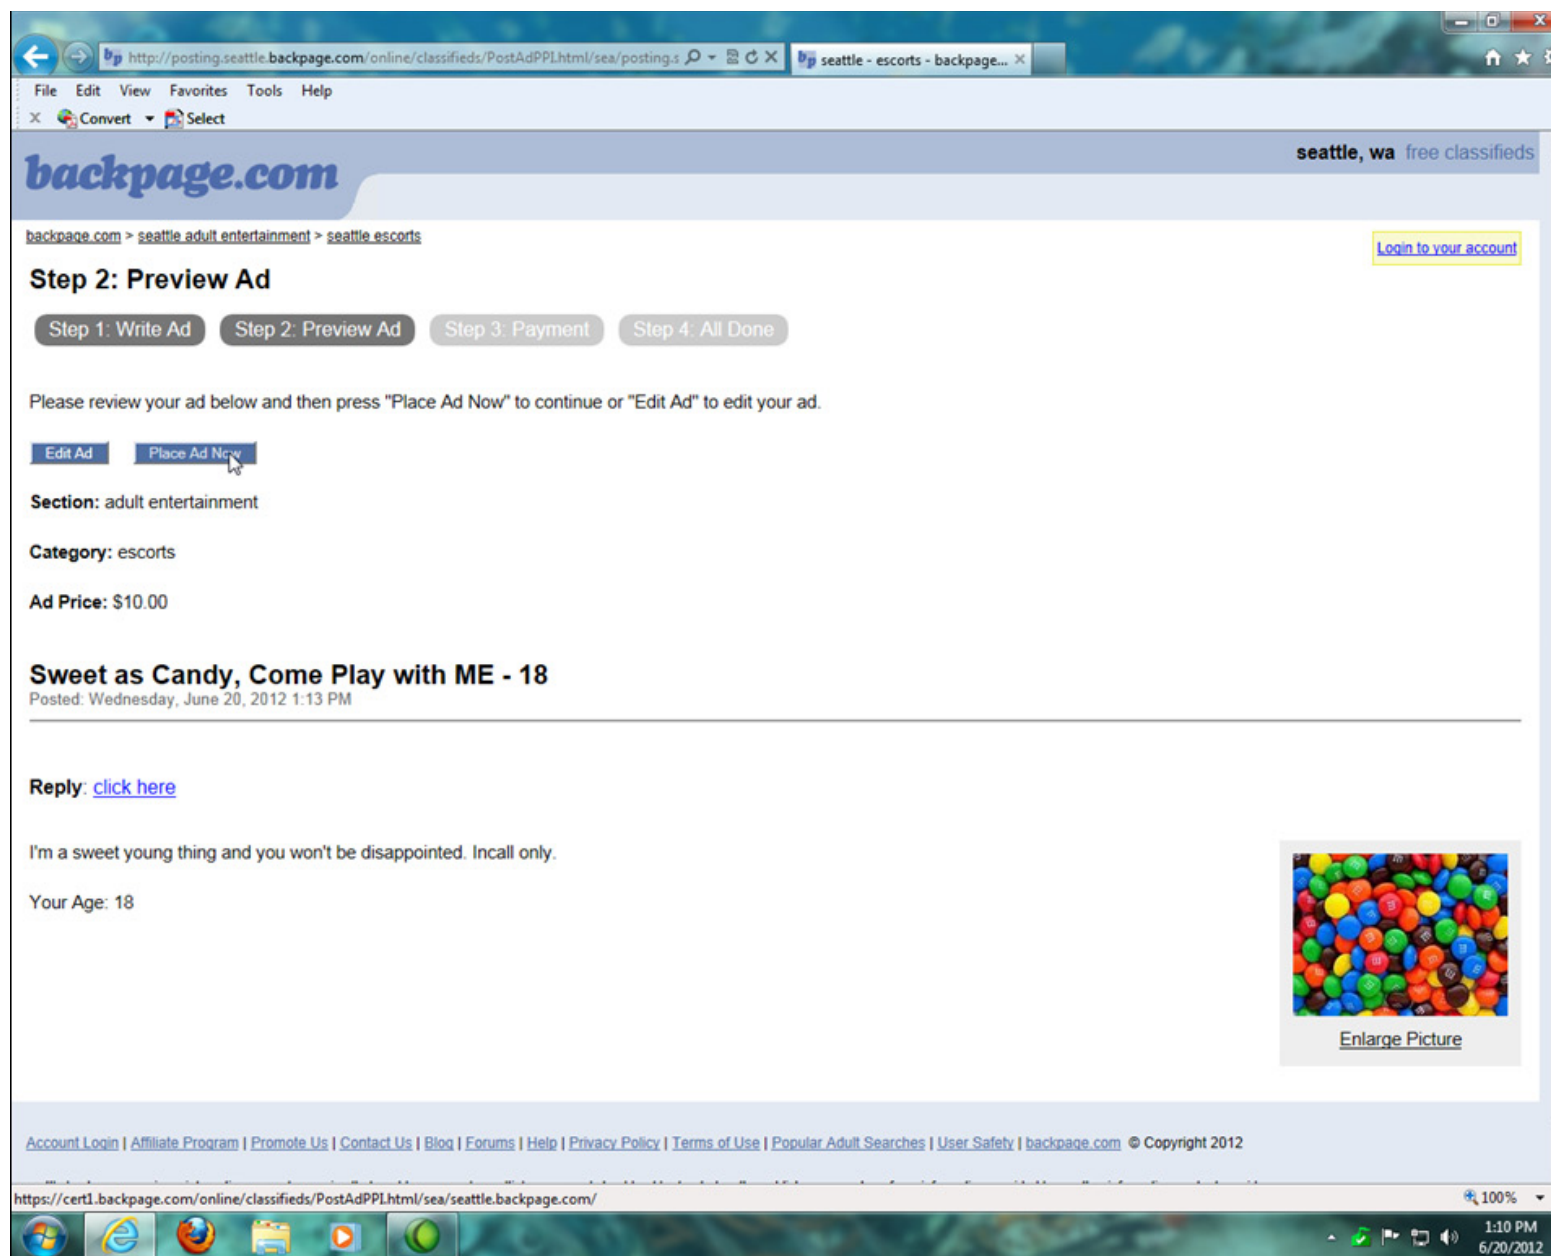 http://posting.seattle.backpage.com/online/classifieds/PostAdPPI.html/sea/posting.s
seattle - escorts - backpage...
File Edit View Favorites Tools Help
Convert Select
backpage.com
seattle, wa free classifieds
backpage.com > seattle adult entertainment > seattle escorts
Login to your account
Step 2: Preview Ad
Step 1: Write Ad Step 2: Preview Ad Step 3: Payment Step 4: All Done
Please review your ad below and then press "Place Ad Now" to continue or "Edit Ad" to edit your ad.
Edit Ad Place Ad Now
Section: adult entertainment
Category: escorts
Ad Price: $10.00
Sweet as Candy, Come Play with ME - 18
Posted: Wednesday, June 20, 2012 1:13 PM
Reply: click here
I'm a sweet young thing and you won't be disappointed. Incall only.
Your Age: 18
Enlarge Picture
Account Login | Affiliate Program | Promote Us | Contact Us | Blog | Forums | Help | Privacy Policy | Terms of Use | Popular Adult Searches | User Safety | backpage.com © Copyright 2012
https://cert1.backpage.com/online/classifieds/PostAdPPI.html/sea/seattle.backpage.com/
100%
1:10 PM
6/20/2012